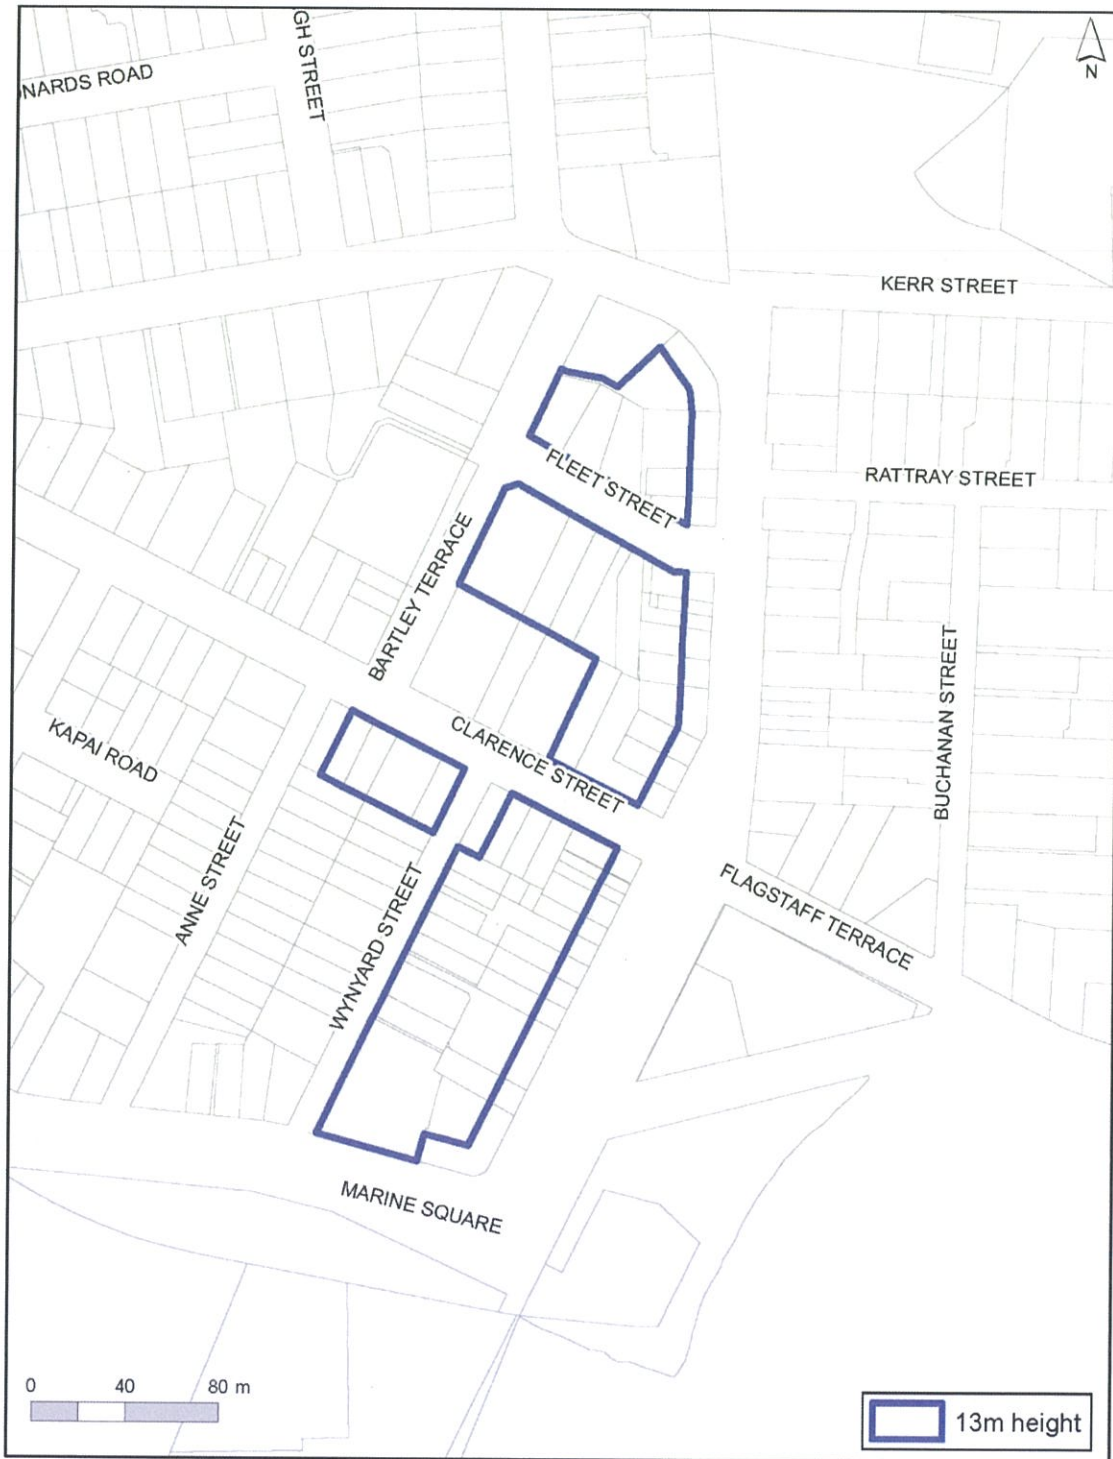 NARDS ROAD
GH STREET
N
KERR STREET
RATTRAY STREET
FLEET STREET
BARTLEY TERRACE
BUCHANAN STREET
CLARENCE STREET
KAPAI ROAD
ANNE STREET
WYNYARD STREET
FLAGSTAFF TERRACE
MARINE SQUARE
0 40 80 m
13m height